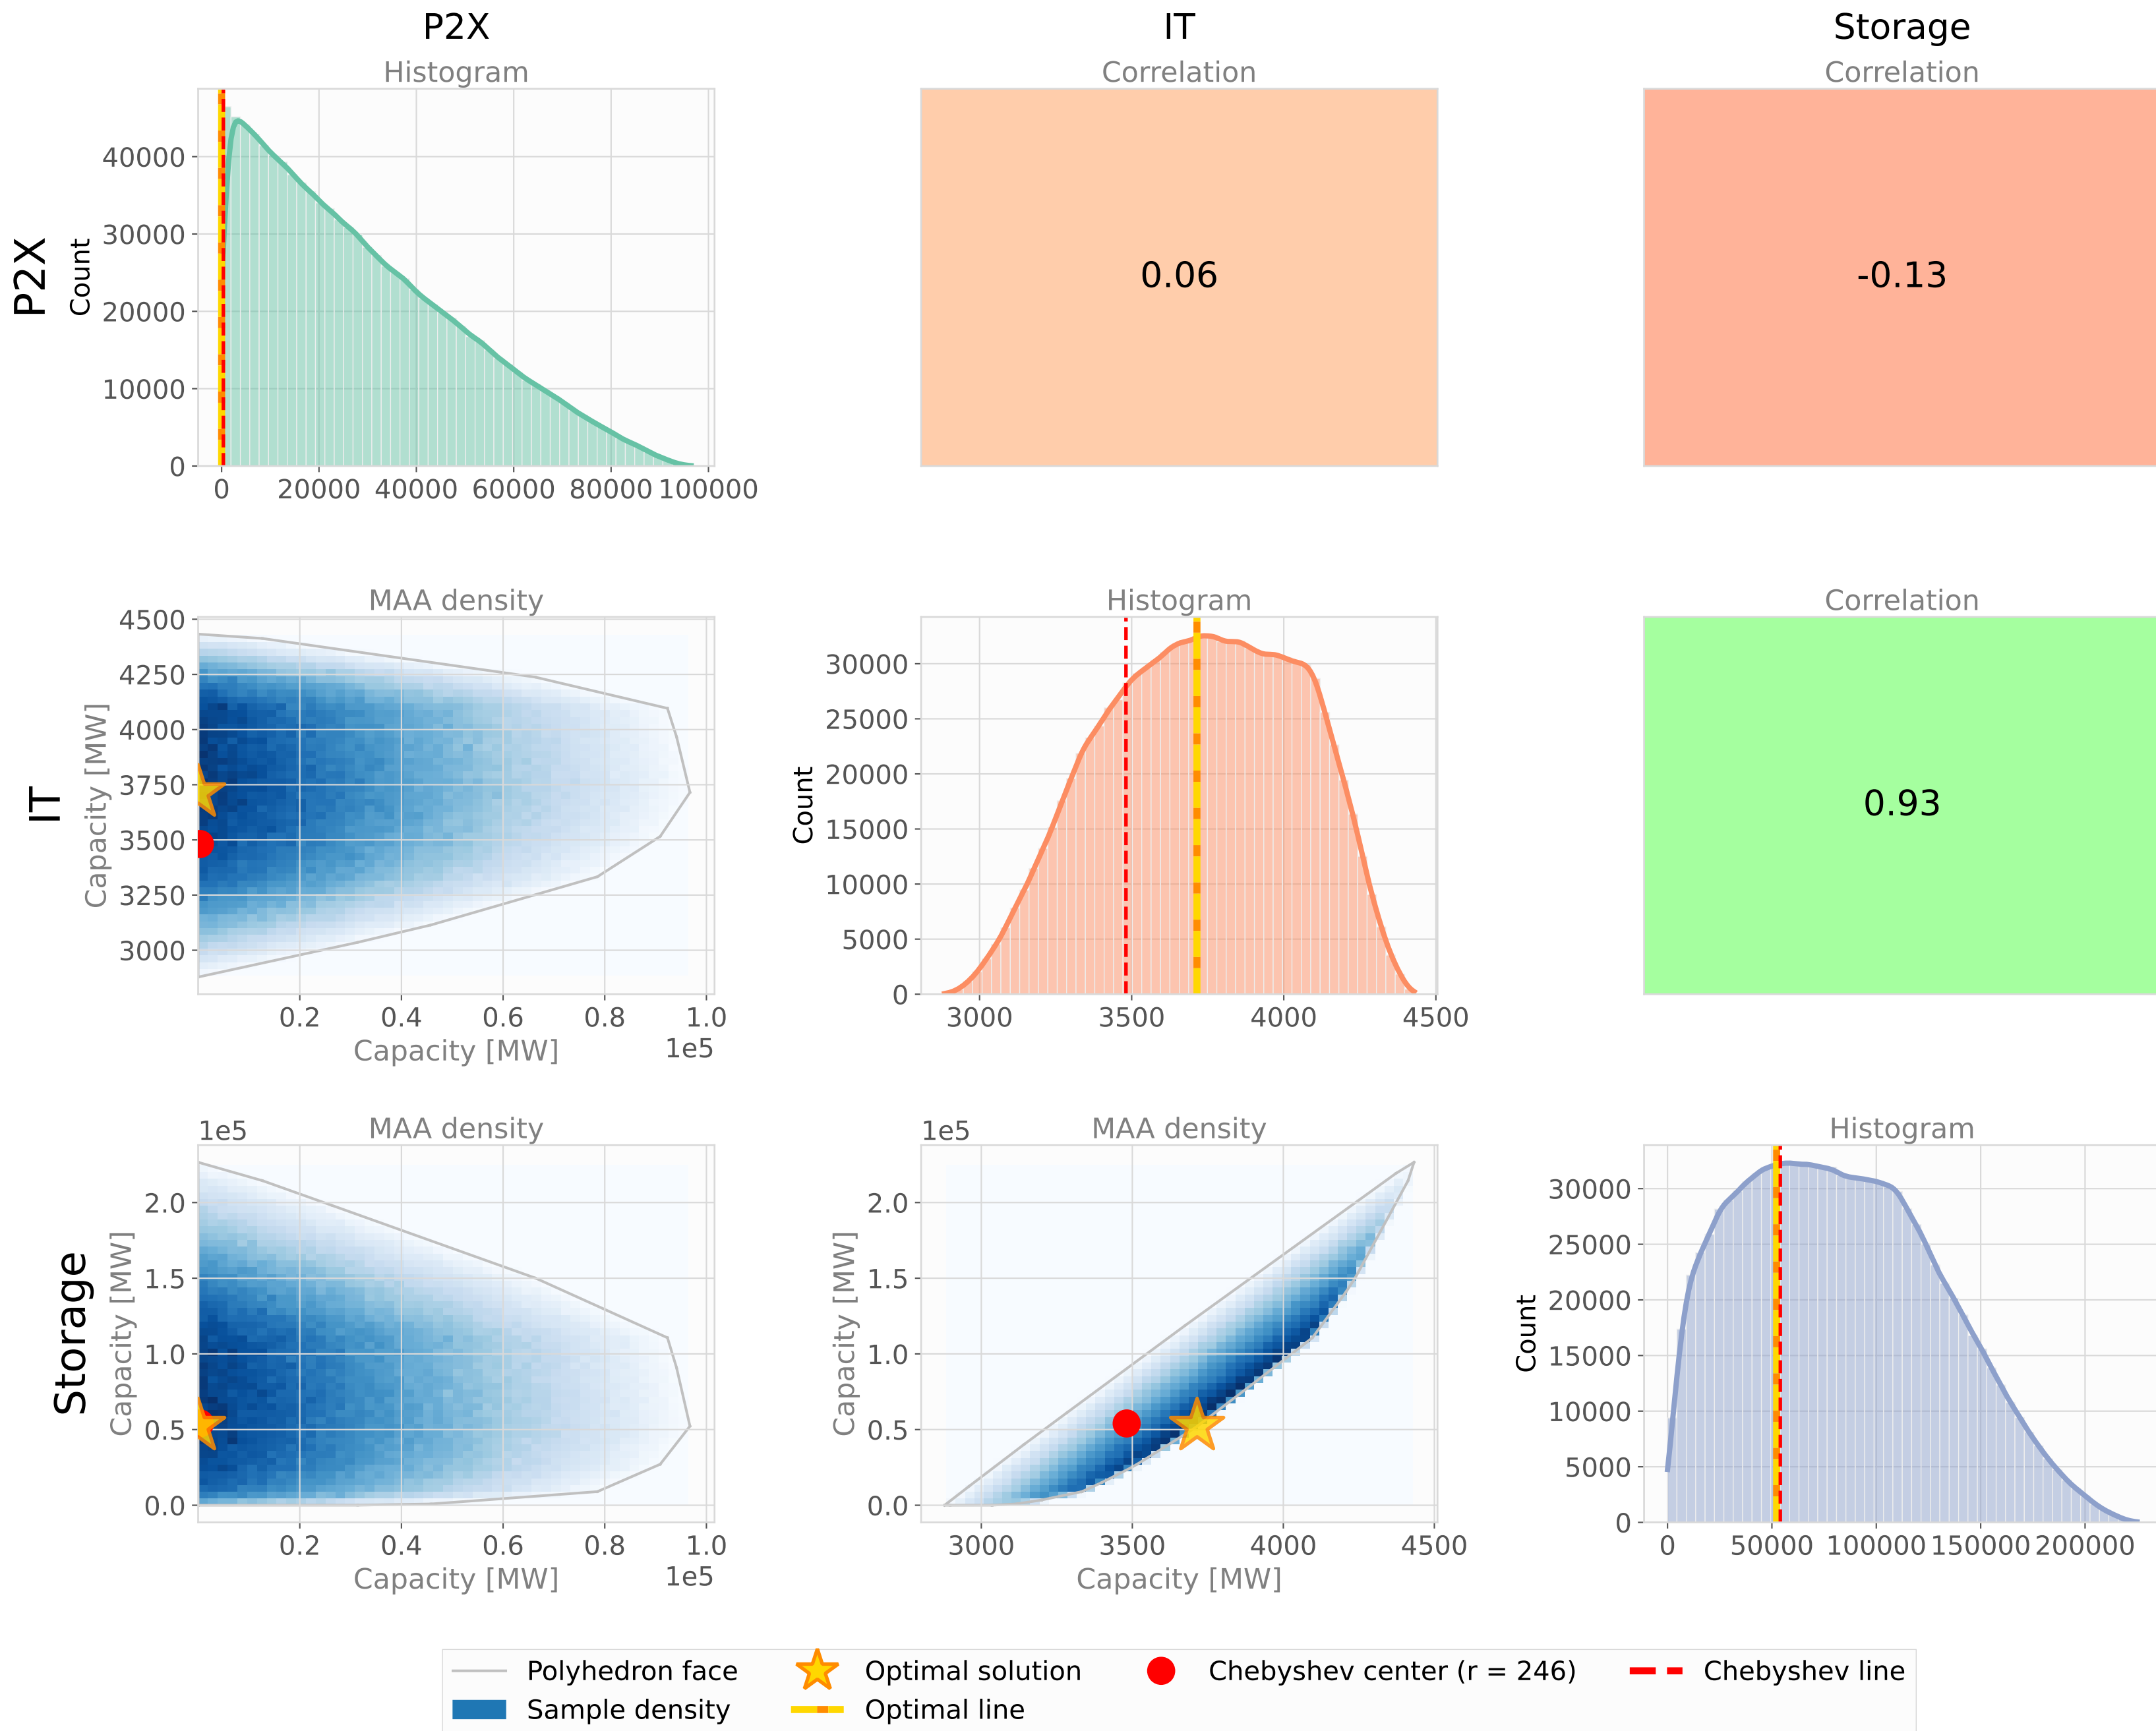 P2X
IT
Storage
Histogram
Correlation
Correlation
P2X
Count
40000
30000
20000
10000
0
0 20000 40000 60000 80000 100000
0.06
-0.13
MAA density
Histogram
Correlation
IT
Capacity [MW]
4500
4250
4000
3750
3500
3250
3000
0.2 0.4 0.6 0.8 1.0
Capacity [MW]
1e5
Count
30000
25000
20000
15000
10000
5000
0
3000 3500 4000 4500
0.93
MAA density
MAA density
Histogram
Storage
Capacity [MW]
1e5
2.0
1.5
1.0
0.5
0.0
0.2 0.4 0.6 0.8 1.0
Capacity [MW]
1e5
Capacity [MW]
1e5
2.0
1.5
1.0
0.5
0.0
3000 3500 4000 4500
Capacity [MW]
Count
30000
25000
20000
15000
10000
5000
0
0 50000 100000 150000 200000
Polyhedron face
Optimal solution
Chebyshev center (r = 246)
Chebyshev line
Sample density
Optimal line